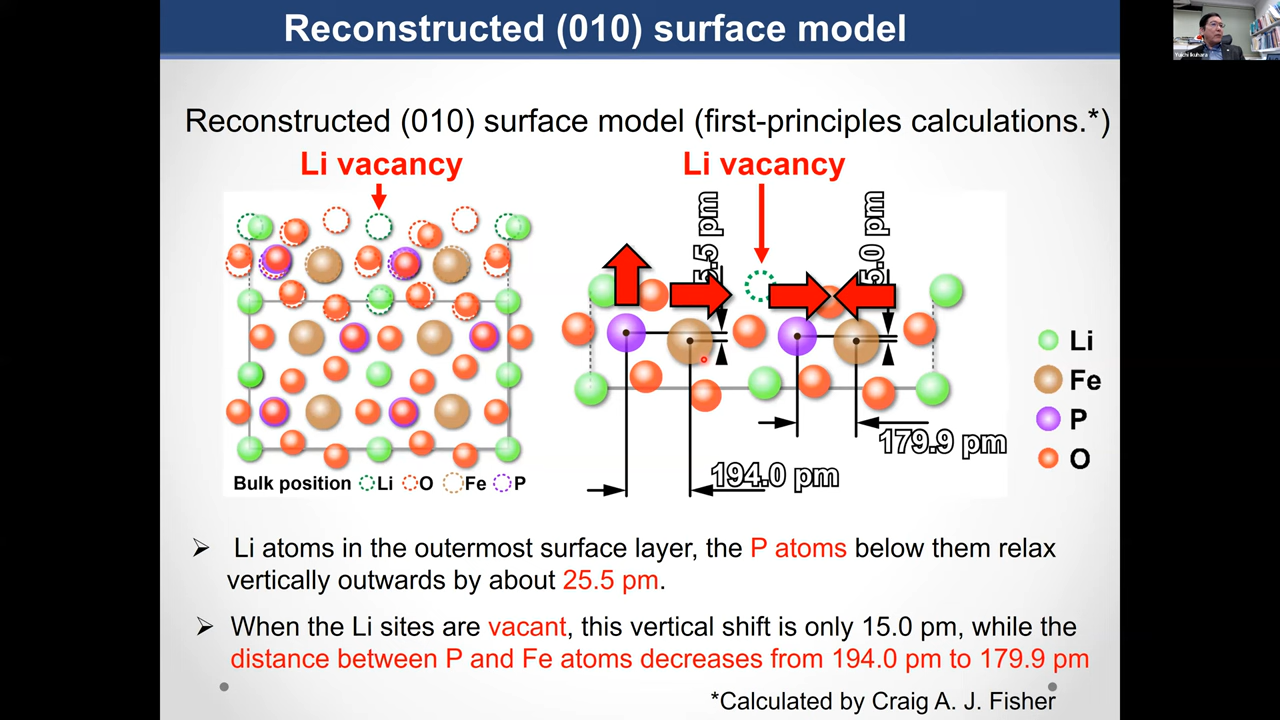 Reconstructed (010) surface model
Yuichi Ikuhara
Reconstructed (010) surface model (first-principles calculations.*)
Li vacancy
Li vacancy
5.5 pm
5.0 pm
Li
Fe
P
O
179.9 pm
194.0 pm
Bulk position Li O Fe P
➢ Li atoms in the outermost surface layer, the P atoms below them relax
vertically outwards by about 25.5 pm.
➢ When the Li sites are vacant, this vertical shift is only 15.0 pm, while the
distance between P and Fe atoms decreases from 194.0 pm to 179.9 pm
*Calculated by Craig A. J. Fisher